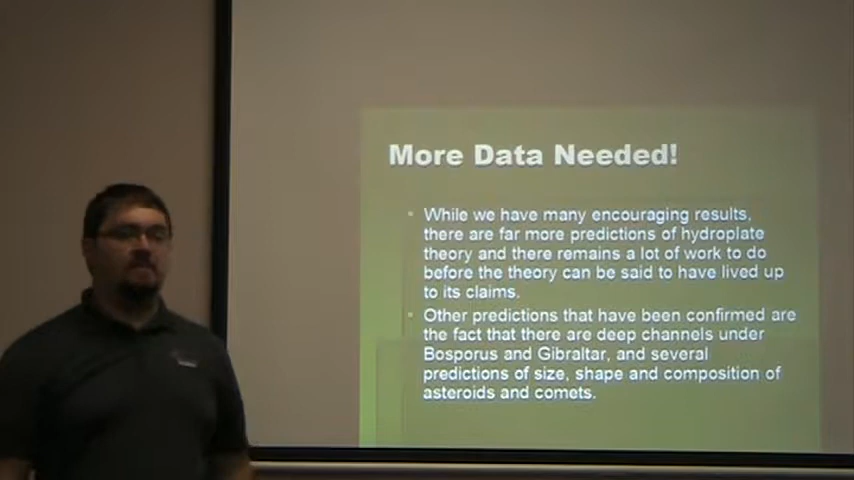 More Data Needed!
While we have many encouraging results,
there are far more predictions of hydroplate
theory and there remains a lot of work to do
before the theory can be said to have lived up
to its claims.
Other predictions that have been confirmed are
the fact that there are deep channels under
Bosporus and Gibraltar, and several
predictions of size, shape and composition of
asteroids and comets.